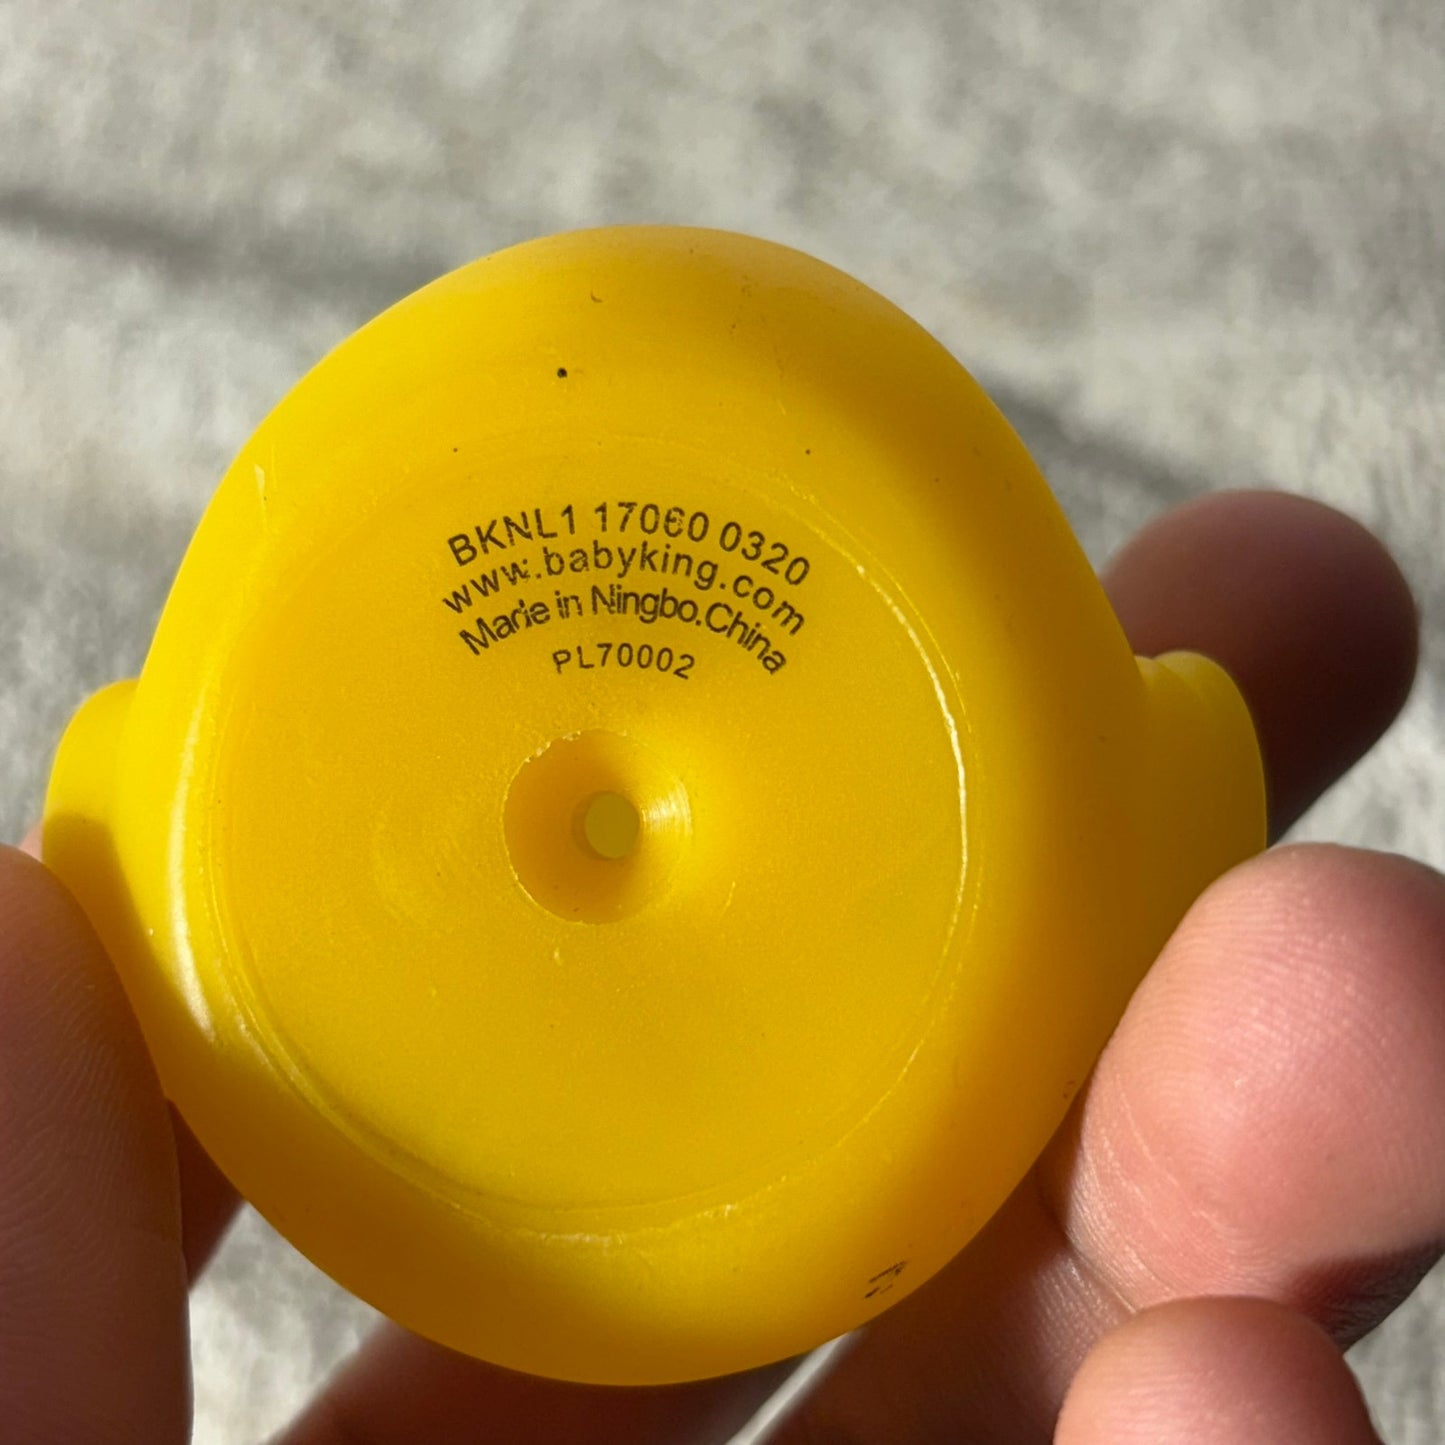 BKNL1 17060 0320
www.babyking.com
Made in Ningbo.China
PL70002